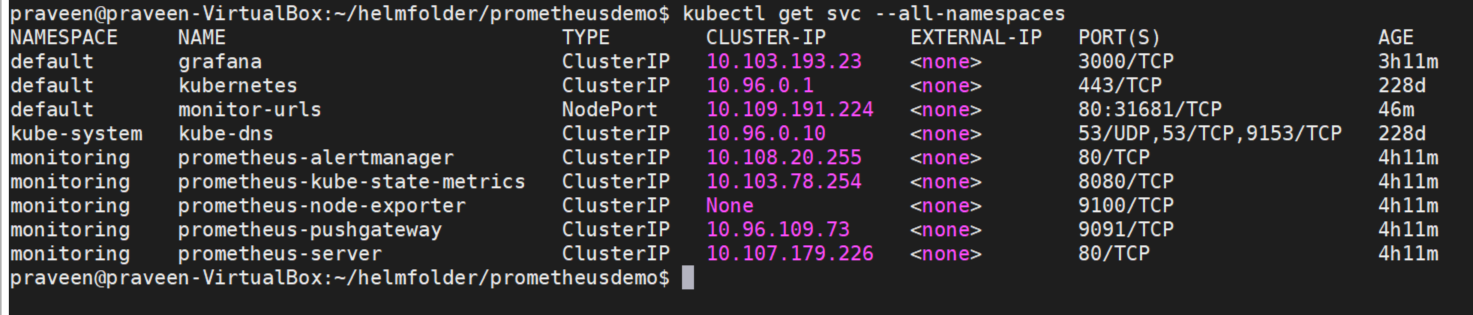 praveen@praveen-VirtualBox:~/helmfolder/prometheusdemo$ kubectl get svc --all-namespaces
NAMESPACE     NAME                            TYPE        CLUSTER-IP       EXTERNAL-IP   PORT(S)                  AGE
default       grafana                         ClusterIP   10.103.193.23    <none>        3000/TCP                 3h11m
default       kubernetes                      ClusterIP   10.96.0.1        <none>        443/TCP                  228d
default       monitor-urls                    NodePort    10.109.191.224   <none>        80:31681/TCP             46m
kube-system   kube-dns                        ClusterIP   10.96.0.10       <none>        53/UDP,53/TCP,9153/TCP   228d
monitoring    prometheus-alertmanager         ClusterIP   10.108.20.255    <none>        80/TCP                   4h11m
monitoring    prometheus-kube-state-metrics   ClusterIP   10.103.78.254    <none>        8080/TCP                 4h11m
monitoring    prometheus-node-exporter        ClusterIP   None             <none>        9100/TCP                 4h11m
monitoring    prometheus-pushgateway          ClusterIP   10.96.109.73     <none>        9091/TCP                 4h11m
monitoring    prometheus-server               ClusterIP   10.107.179.226   <none>        80/TCP                   4h11m
praveen@praveen-VirtualBox:~/helmfolder/prometheusdemo$